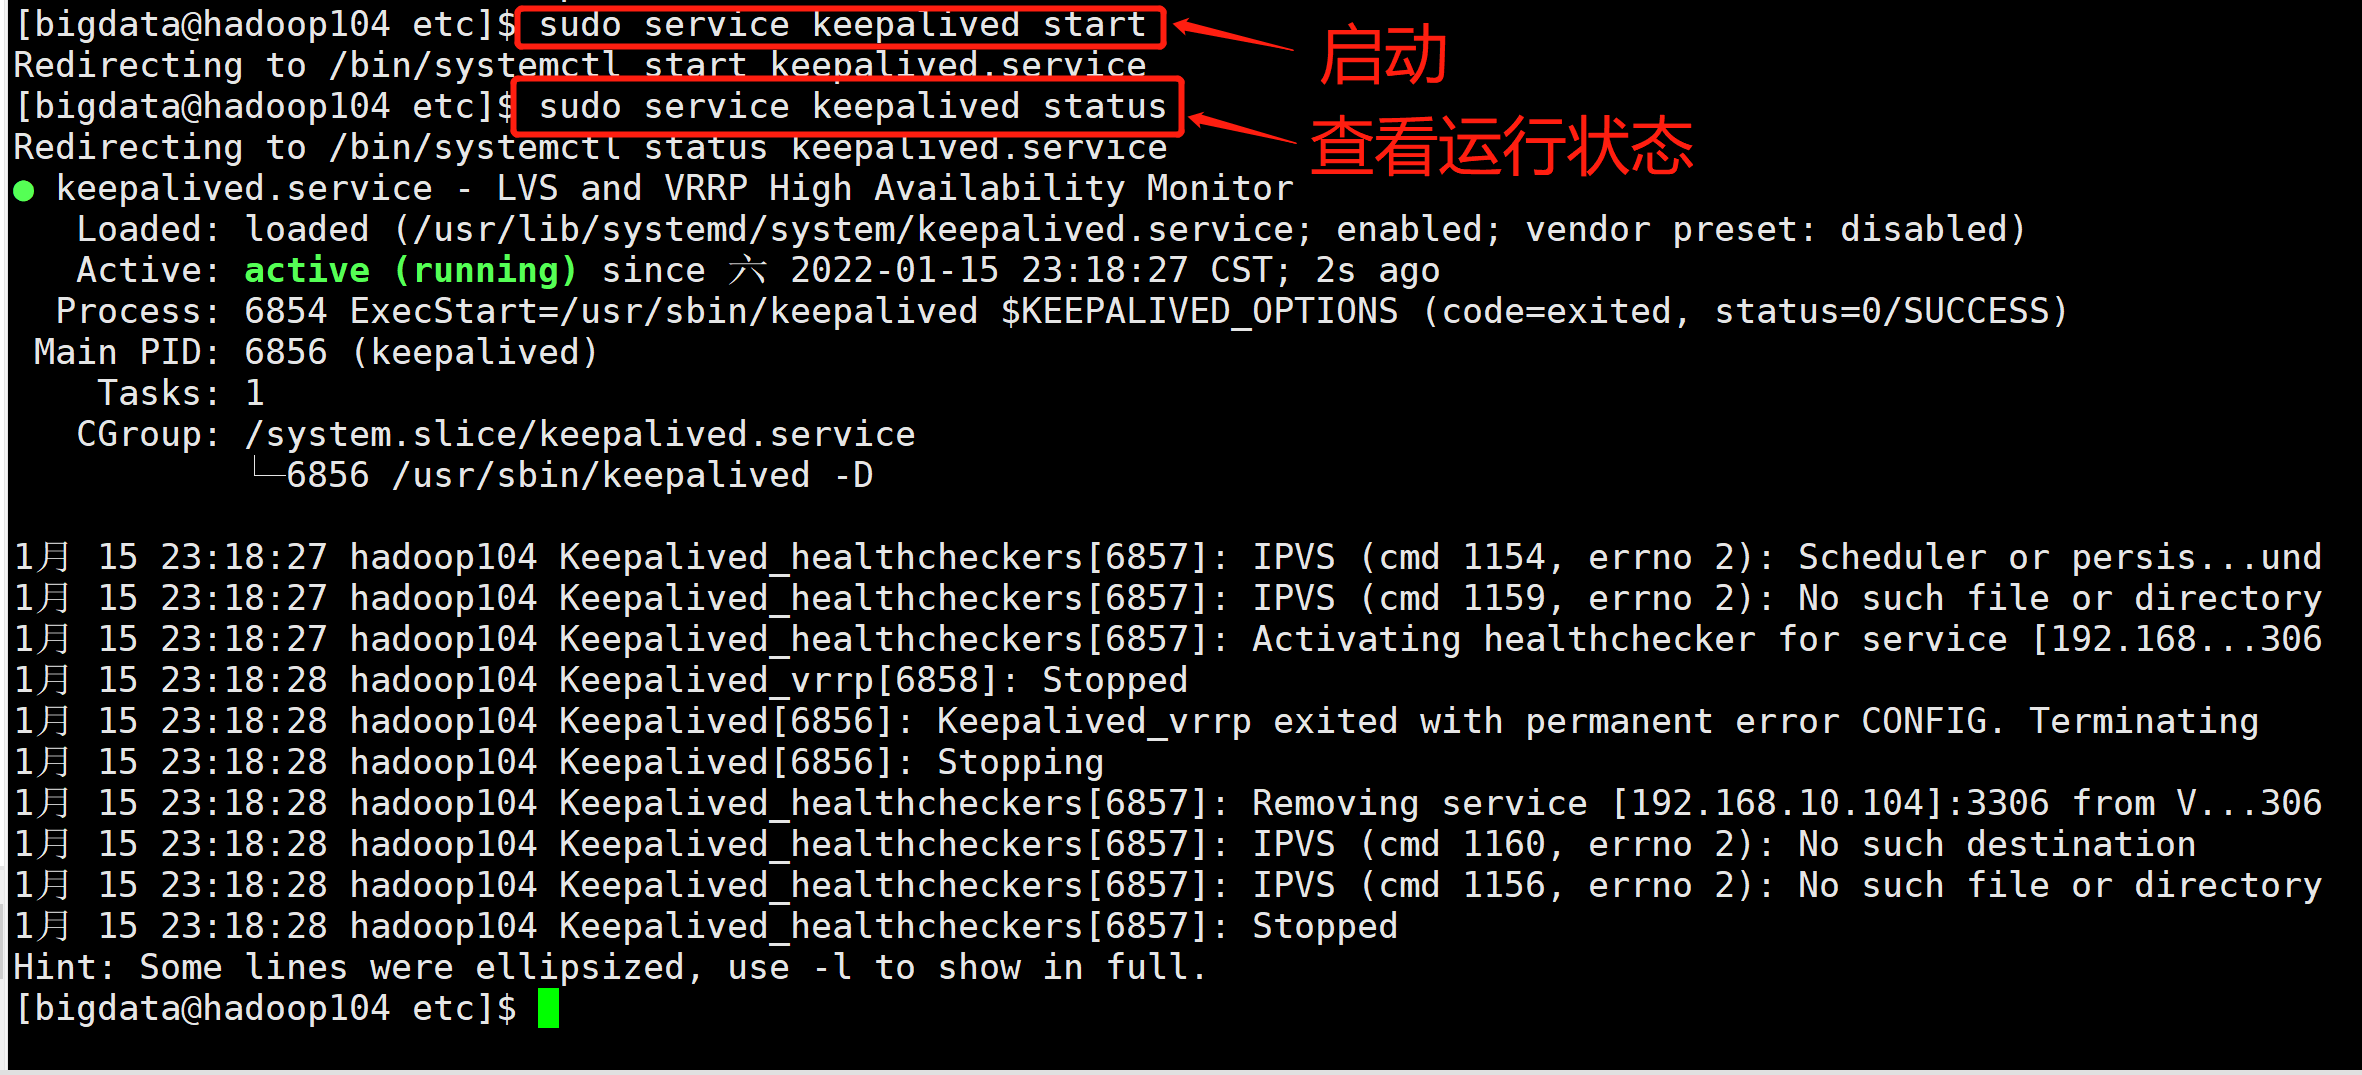 [bigdata@hadoop104 etc]$ sudo service keepalived start
启动
Redirecting to /bin/systemctl start keepalived.service
[bigdata@hadoop104 etc]$ sudo service keepalived status
查看运行状态
Redirecting to /bin/systemctl status keepalived.service
● keepalived.service - LVS and VRRP High Availability Monitor
   Loaded: loaded (/usr/lib/systemd/system/keepalived.service; enabled; vendor preset: disabled)
   Active: active (running) since 六 2022-01-15 23:18:27 CST; 2s ago
  Process: 6854 ExecStart=/usr/sbin/keepalived $KEEPALIVED_OPTIONS (code=exited, status=0/SUCCESS)
 Main PID: 6856 (keepalived)
    Tasks: 1
   CGroup: /system.slice/keepalived.service
           └─6856 /usr/sbin/keepalived -D
1月 15 23:18:27 hadoop104 Keepalived_healthcheckers[6857]: IPVS (cmd 1154, errno 2): Scheduler or persis...und
1月 15 23:18:27 hadoop104 Keepalived_healthcheckers[6857]: IPVS (cmd 1159, errno 2): No such file or directory
1月 15 23:18:27 hadoop104 Keepalived_healthcheckers[6857]: Activating healthchecker for service [192.168...306
1月 15 23:18:28 hadoop104 Keepalived_vrrp[6858]: Stopped
1月 15 23:18:28 hadoop104 Keepalived[6856]: Keepalived_vrrp exited with permanent error CONFIG. Terminating
1月 15 23:18:28 hadoop104 Keepalived[6856]: Stopping
1月 15 23:18:28 hadoop104 Keepalived_healthcheckers[6857]: Removing service [192.168.10.104]:3306 from V...306
1月 15 23:18:28 hadoop104 Keepalived_healthcheckers[6857]: IPVS (cmd 1160, errno 2): No such destination
1月 15 23:18:28 hadoop104 Keepalived_healthcheckers[6857]: IPVS (cmd 1156, errno 2): No such file or directory
1月 15 23:18:28 hadoop104 Keepalived_healthcheckers[6857]: Stopped
Hint: Some lines were ellipsized, use -l to show in full.
[bigdata@hadoop104 etc]$